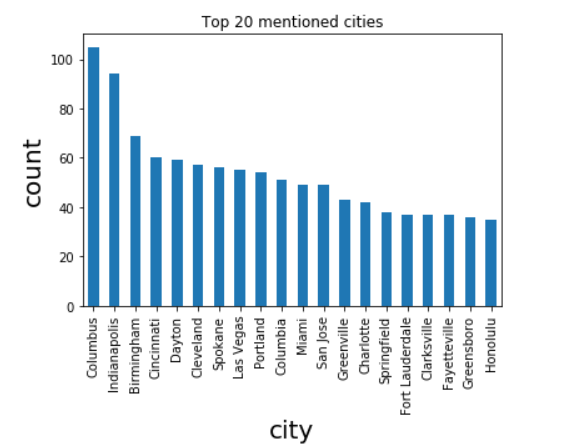 Top 20 mentioned cities
count
100
80
60
40
20
0
Columbus
Indianapolis
Birmingham
Cincinnati
Dayton
Cleveland
Spokane
Las Vegas
Portland
Columbia
Miami
San Jose
Greenville
Charlotte
Springfield
Fort Lauderdale
Clarksville
Fayetteville
Greensboro
Honolulu
city